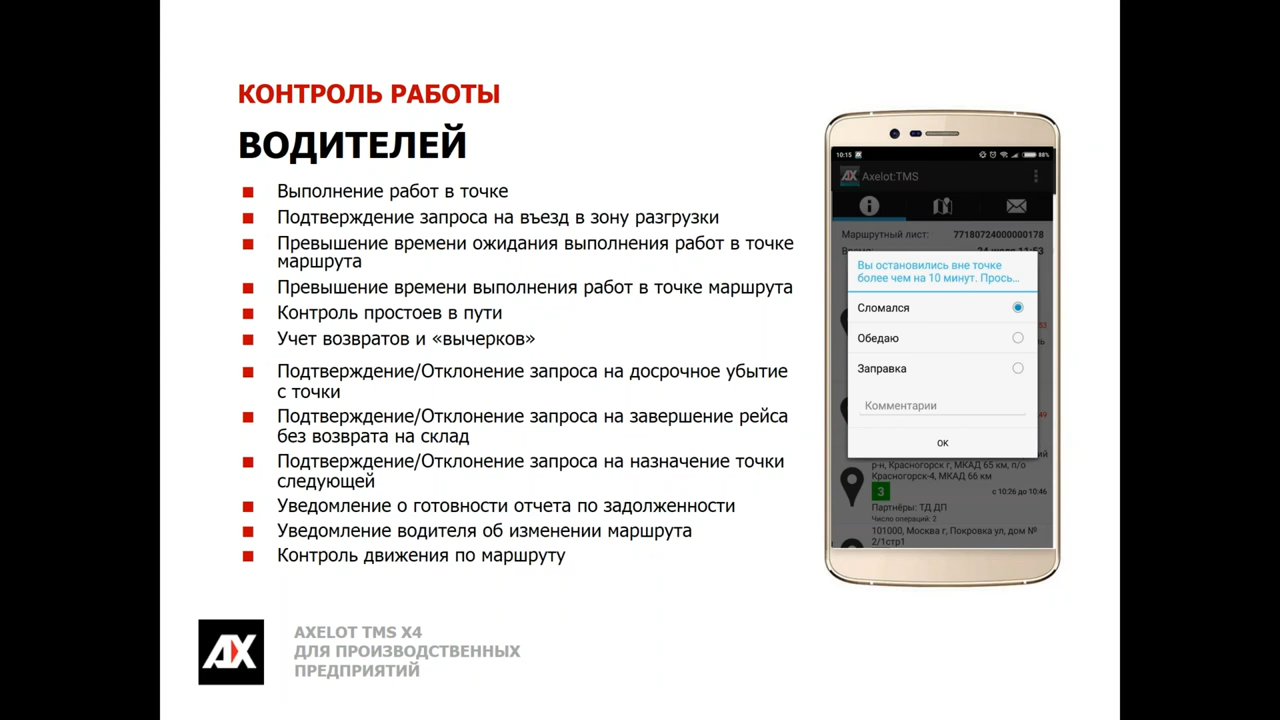 КОНТРОЛЬ РАБОТЫ
ВОДИТЕЛЕЙ
Выполнение работ в точке
Подтверждение запроса на въезд в зону разгрузки
Превышение времени ожидания выполнения работ в точке
маршрута
Превышение времени выполнения работ в точке маршрута
Контроль простоев в пути
Учет возвратов и «вычерков»
Подтверждение/Отклонение запроса на досрочное убытие
с точки
Подтверждение/Отклонение запроса на завершение рейса
без возврата на склад
Подтверждение/Отклонение запроса на назначение точки
следующей
Уведомление о готовности отчета по задолженности
Уведомление водителя об изменении маршрута
Контроль движения по маршруту
10:15
88%
AX Axelot:TMS
Маршрутный лист: 77180724000000178
Вы остановились вне точке
более чем на 10 минут. Прось...
Сломался
Обедаю
Заправка
Комментарии
OK
р-н, Красногорск г, МКАД 65 км, п/о
Красногорск-4, МКАД 66 км
3
с 10:26 до 10:46
Партнёры: ТД ДП
Число операций: 2
101000, Москва г, Покровка ул, дом №
2/1стр1
AX
AXELOT TMS X4
ДЛЯ ПРОИЗВОДСТВЕННЫХ
ПРЕДПРИЯТИЙ